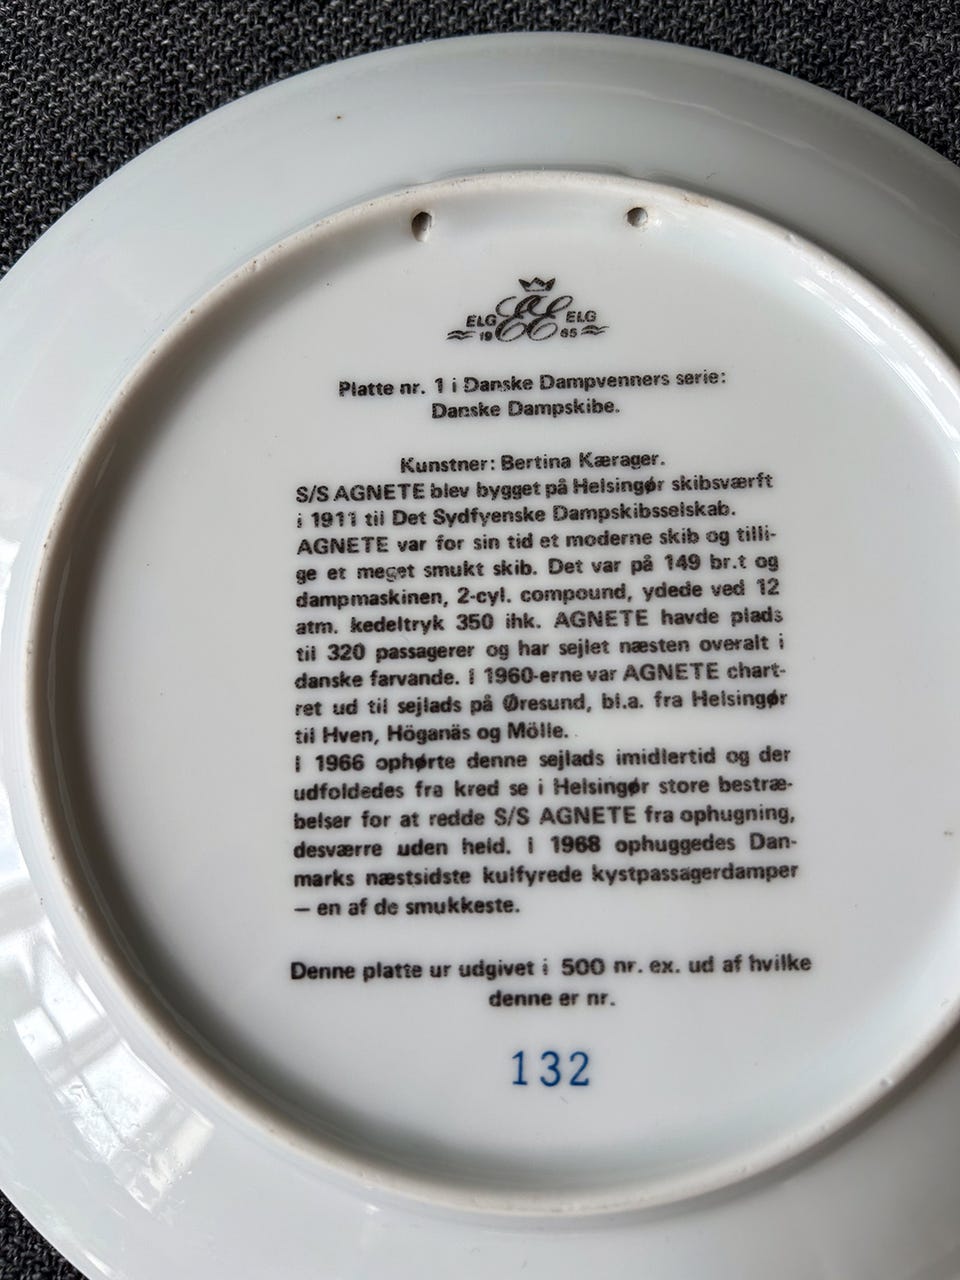 ELG EE ELG
19 65
Platte nr. 1 i Danske Dampvenners serie:
Danske Dampskibe.
Kunstner: Bertina Kærager.
S/S AGNETE blev bygget på Helsingør skibsværft
i 1911 til Det Sydfyenske Dampskibsselskab.
AGNETE var for sin tid et moderne skib og tilli-
ge et meget smukt skib. Det var på 149 br.t og
dampmaskinen, 2-cyl. compound, ydede ved 12
atm. kedeltryk 350 ihk. AGNETE havde plads
til 320 passagerer og har sejlet næsten overalt i
danske farvande. I 1960-erne var AGNETE chart-
ret ud til sejlads på Øresund, bl.a. fra Helsingør
til Hven, Höganäs og Mölle.
I 1966 ophørte denne sejlads imidlertid og der
udfoldedes fra kred se i Helsingør store bestræ-
belser for at redde S/S AGNETE fra ophugning,
desværre uden held. I 1968 ophuggedes Dan-
marks næstsidste kulfyrede kystpassagerdamper
— en af de smukkeste.
Denne platte ur udgivet i 500 nr. ex. ud af hvilke
denne er nr.
132